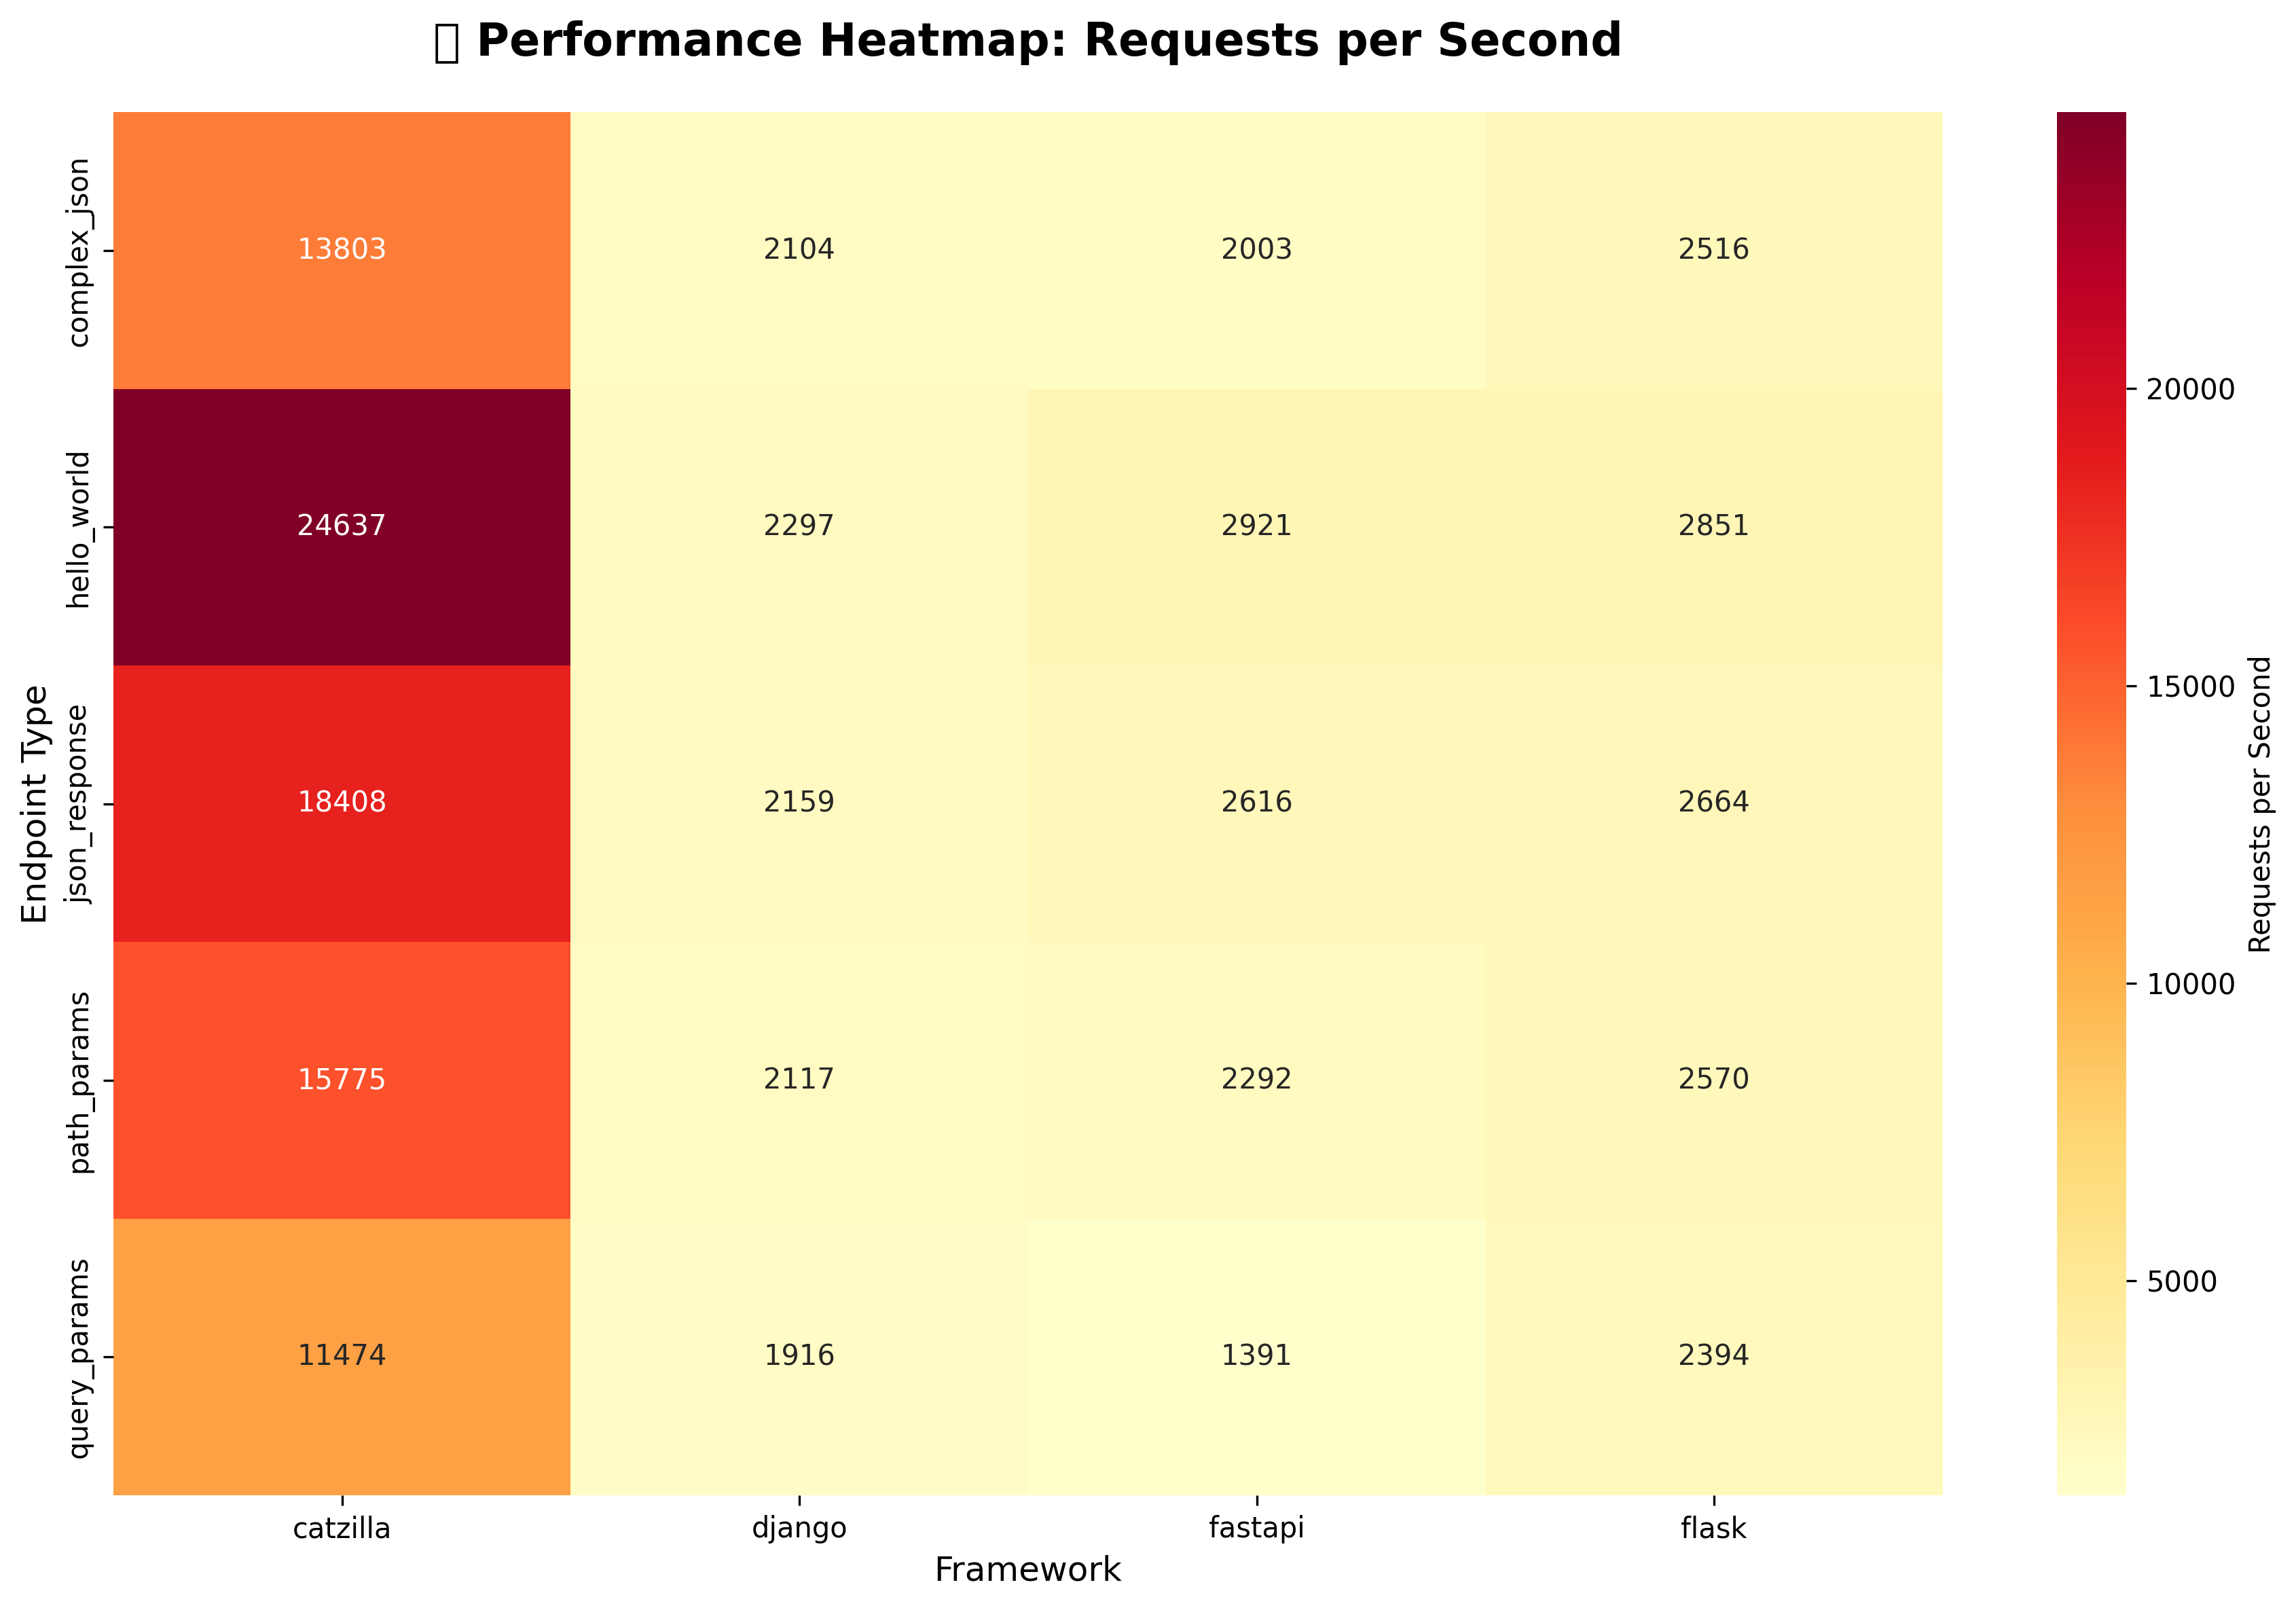 Performance Heatmap: Requests per Second
complex_json
13803 2104 2003 2516
hello_world
24637 2297 2921 2851
json_response
18408 2159 2616 2664
path_params
15775 2117 2292 2570
query_params
11474 1916 1391 2394
Endpoint Type
catzilla django fastapi flask
Framework
20000
15000
10000
5000
Requests per Second